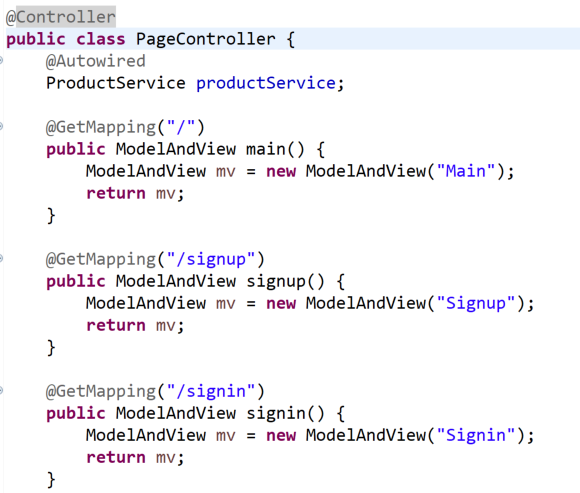 @Controller
public class PageController {
    @Autowired
    ProductService productService;

    @GetMapping("/")
    public ModelAndView main() {
        ModelAndView mv = new ModelAndView("Main");
        return mv;
    }

    @GetMapping("/signup")
    public ModelAndView signup() {
        ModelAndView mv = new ModelAndView("Signup");
        return mv;
    }

    @GetMapping("/signin")
    public ModelAndView signin() {
        ModelAndView mv = new ModelAndView("Signin");
        return mv;
    }